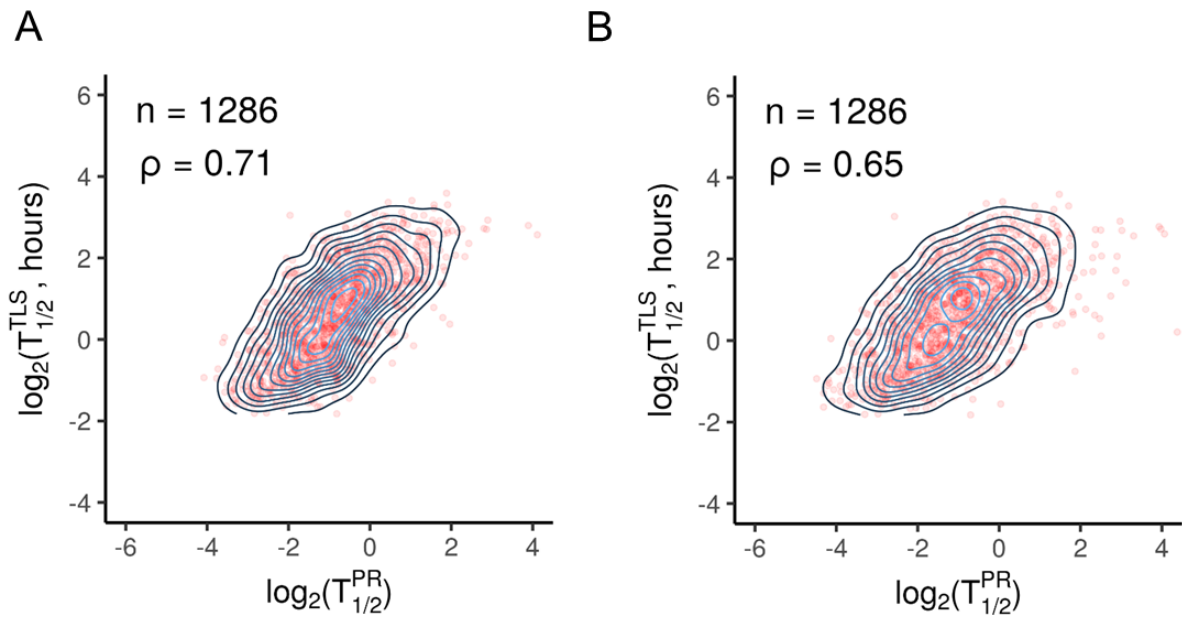 A
B
n = 1286
ρ = 0.71
n = 1286
ρ = 0.65
log₂(T₁/₂ᵀᴸˢ, hours)
6
4
2
0
-2
-4
-6
-4
-2
0
2
4
log₂(T₁/₂ᴾᴿ)
log₂(T₁/₂ᵀᴸˢ, hours)
6
4
2
0
-2
-4
-6
-4
-2
0
2
4
log₂(T₁/₂ᴾᴿ)